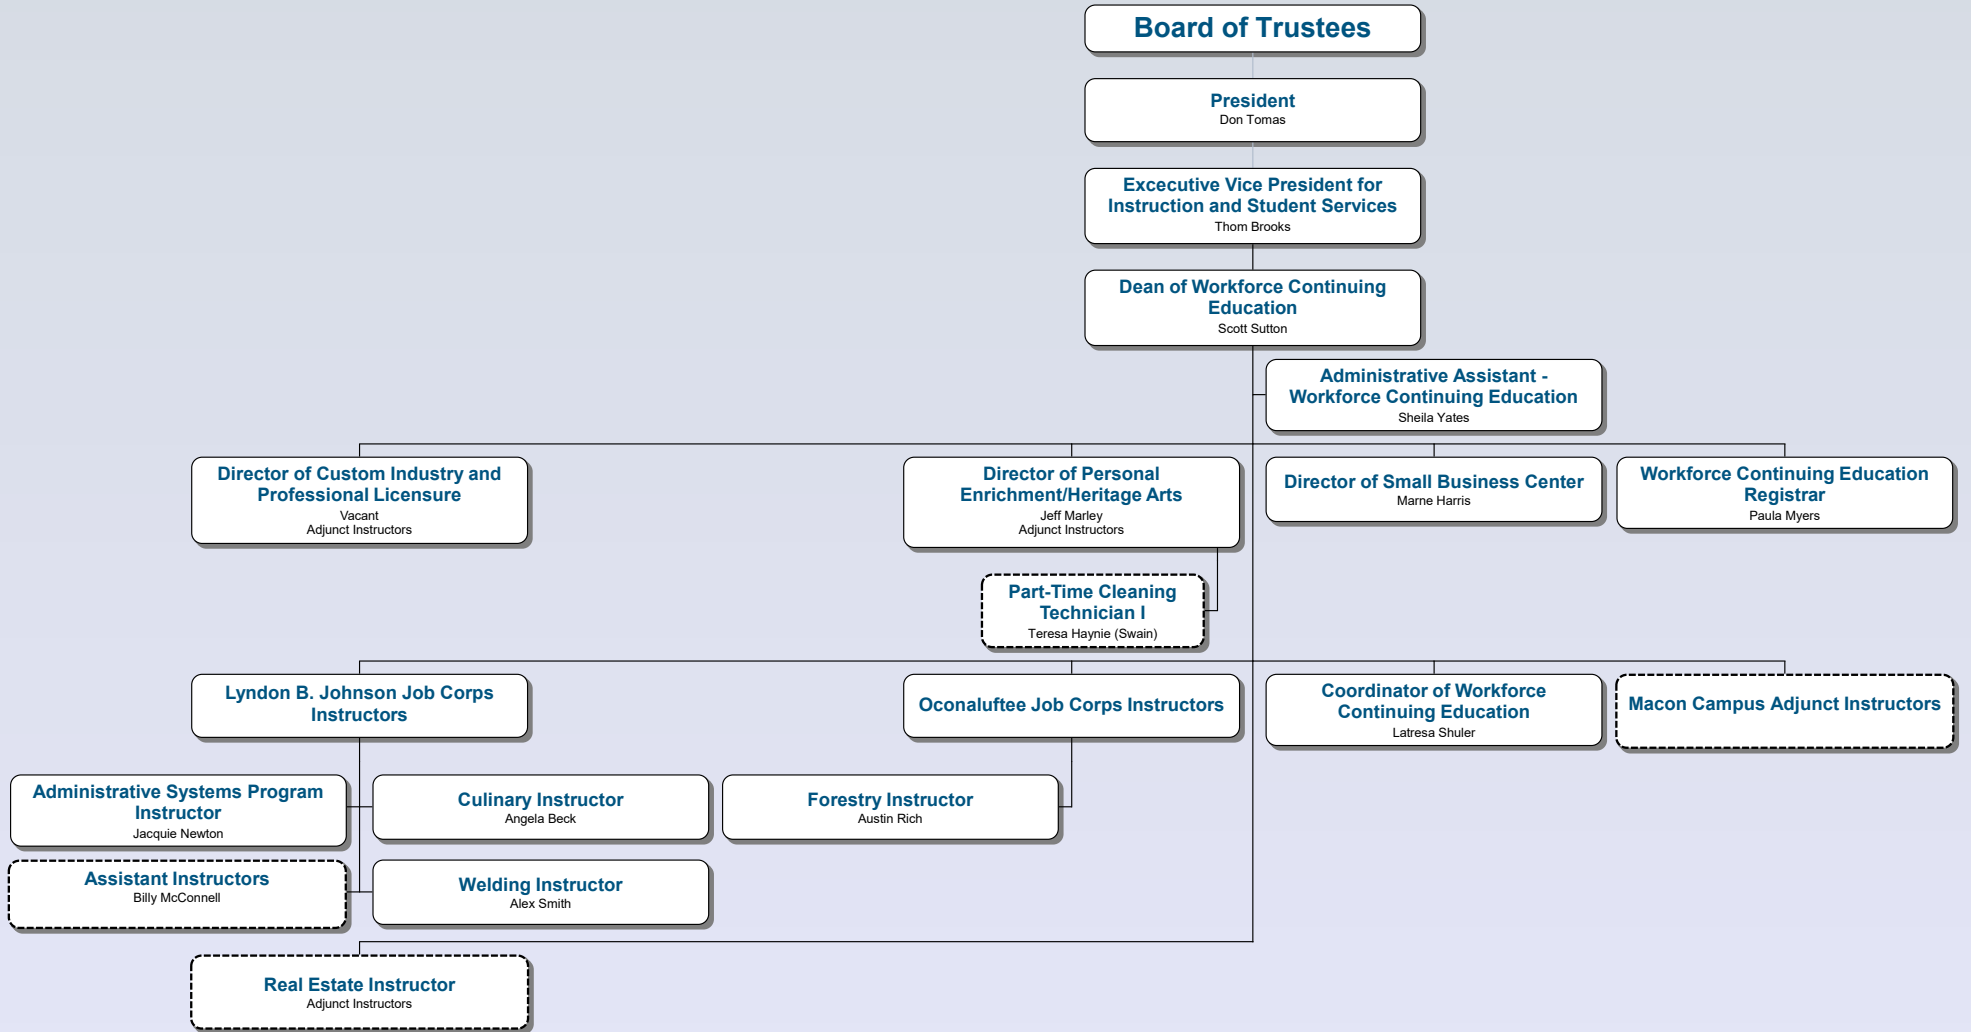 Board of Trustees
President
Don Tomas
Excecutive Vice President for
Instruction and Student Services
Thom Brooks
Dean of Workforce Continuing
Education
Scott Sutton
Administrative Assistant -
Workforce Continuing Education
Sheila Yates
Director of Custom Industry and
Professional Licensure
Vacant
Adjunct Instructors
Director of Personal
Enrichment/Heritage Arts
Jeff Marley
Adjunct Instructors
Director of Small Business Center
Marne Harris
Workforce Continuing Education
Registrar
Paula Myers
Part-Time Cleaning
Technician I
Teresa Haynie (Swain)
Lyndon B. Johnson Job Corps
Instructors
Oconaluftee Job Corps Instructors
Coordinator of Workforce
Continuing Education
Latresa Shuler
Macon Campus Adjunct Instructors
Administrative Systems Program
Instructor
Jacquie Newton
Culinary Instructor
Angela Beck
Forestry Instructor
Austin Rich
Assistant Instructors
Billy McConnell
Welding Instructor
Alex Smith
Real Estate Instructor
Adjunct Instructors